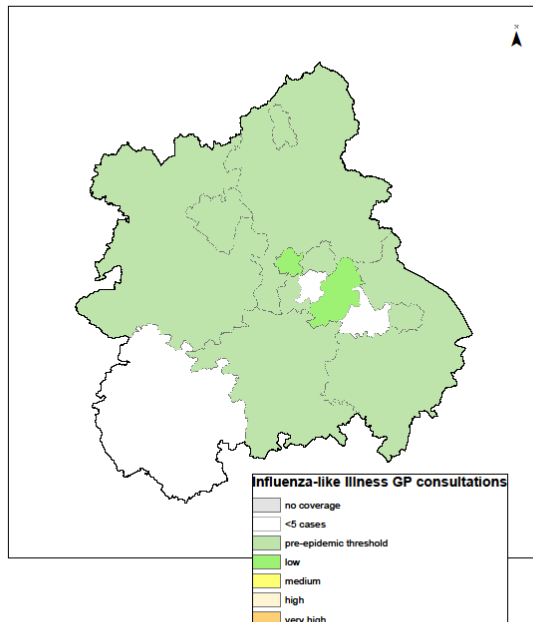 N
Influenza-like Illness GP consultations
no coverage
<5 cases
pre-epidemic threshold
low
medium
high
very high